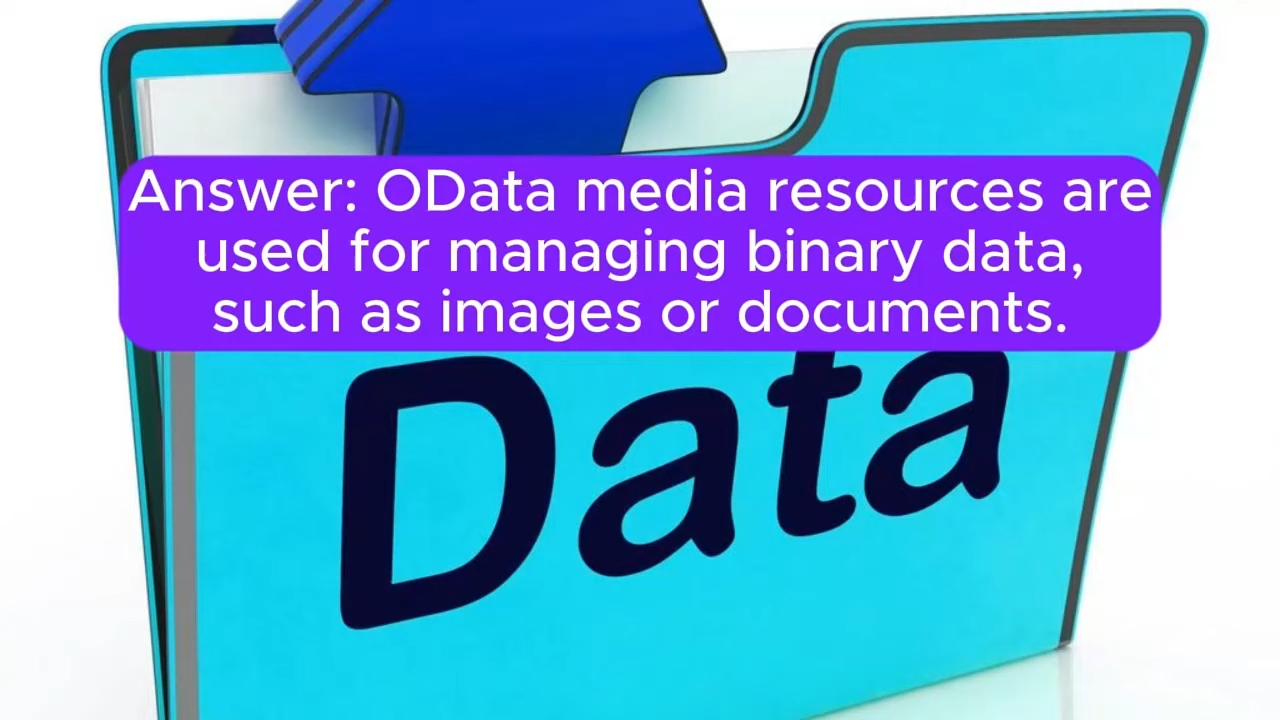 Answer: OData media resources are
used for managing binary data,
such as images or documents.
Data